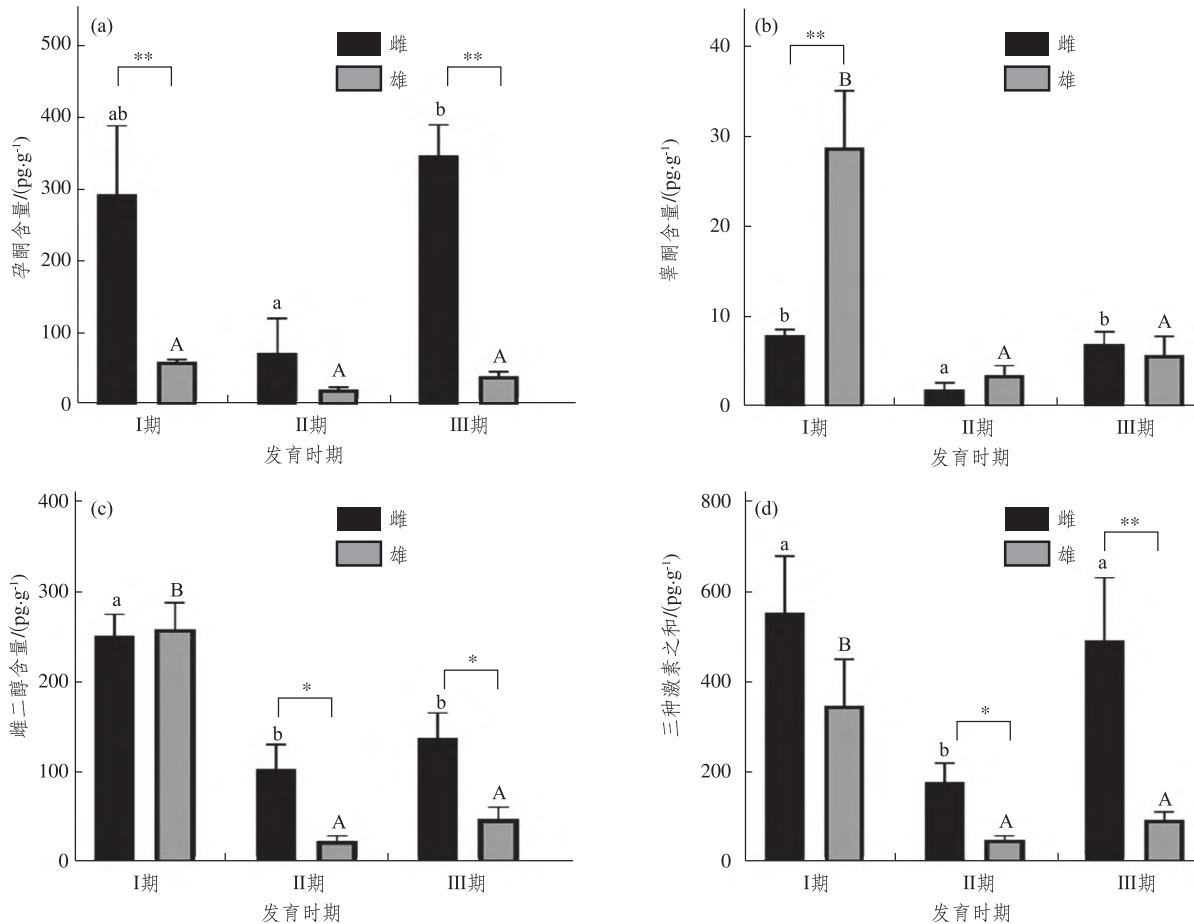 (a)
雌
雄
孕酮含量/(pg·g⁻¹)
500
400
300
200
100
0
**
**
ab
A
a
A
b
A
I期
II期
III期
发育时期
(b)
雌
雄
睾酮含量/(pg·g⁻¹)
40
30
20
10
0
**
b
B
a
A
b
A
I期
II期
III期
发育时期
(c)
雌
雄
雌二醇含量/(pg·g⁻¹)
400
300
200
100
0
a
B
*
b
A
*
b
A
I期
II期
III期
发育时期
(d)
雌
雄
三种激素之和/(pg·g⁻¹)
800
600
400
200
0
a
B
*
b
A
**
a
A
I期
II期
III期
发育时期